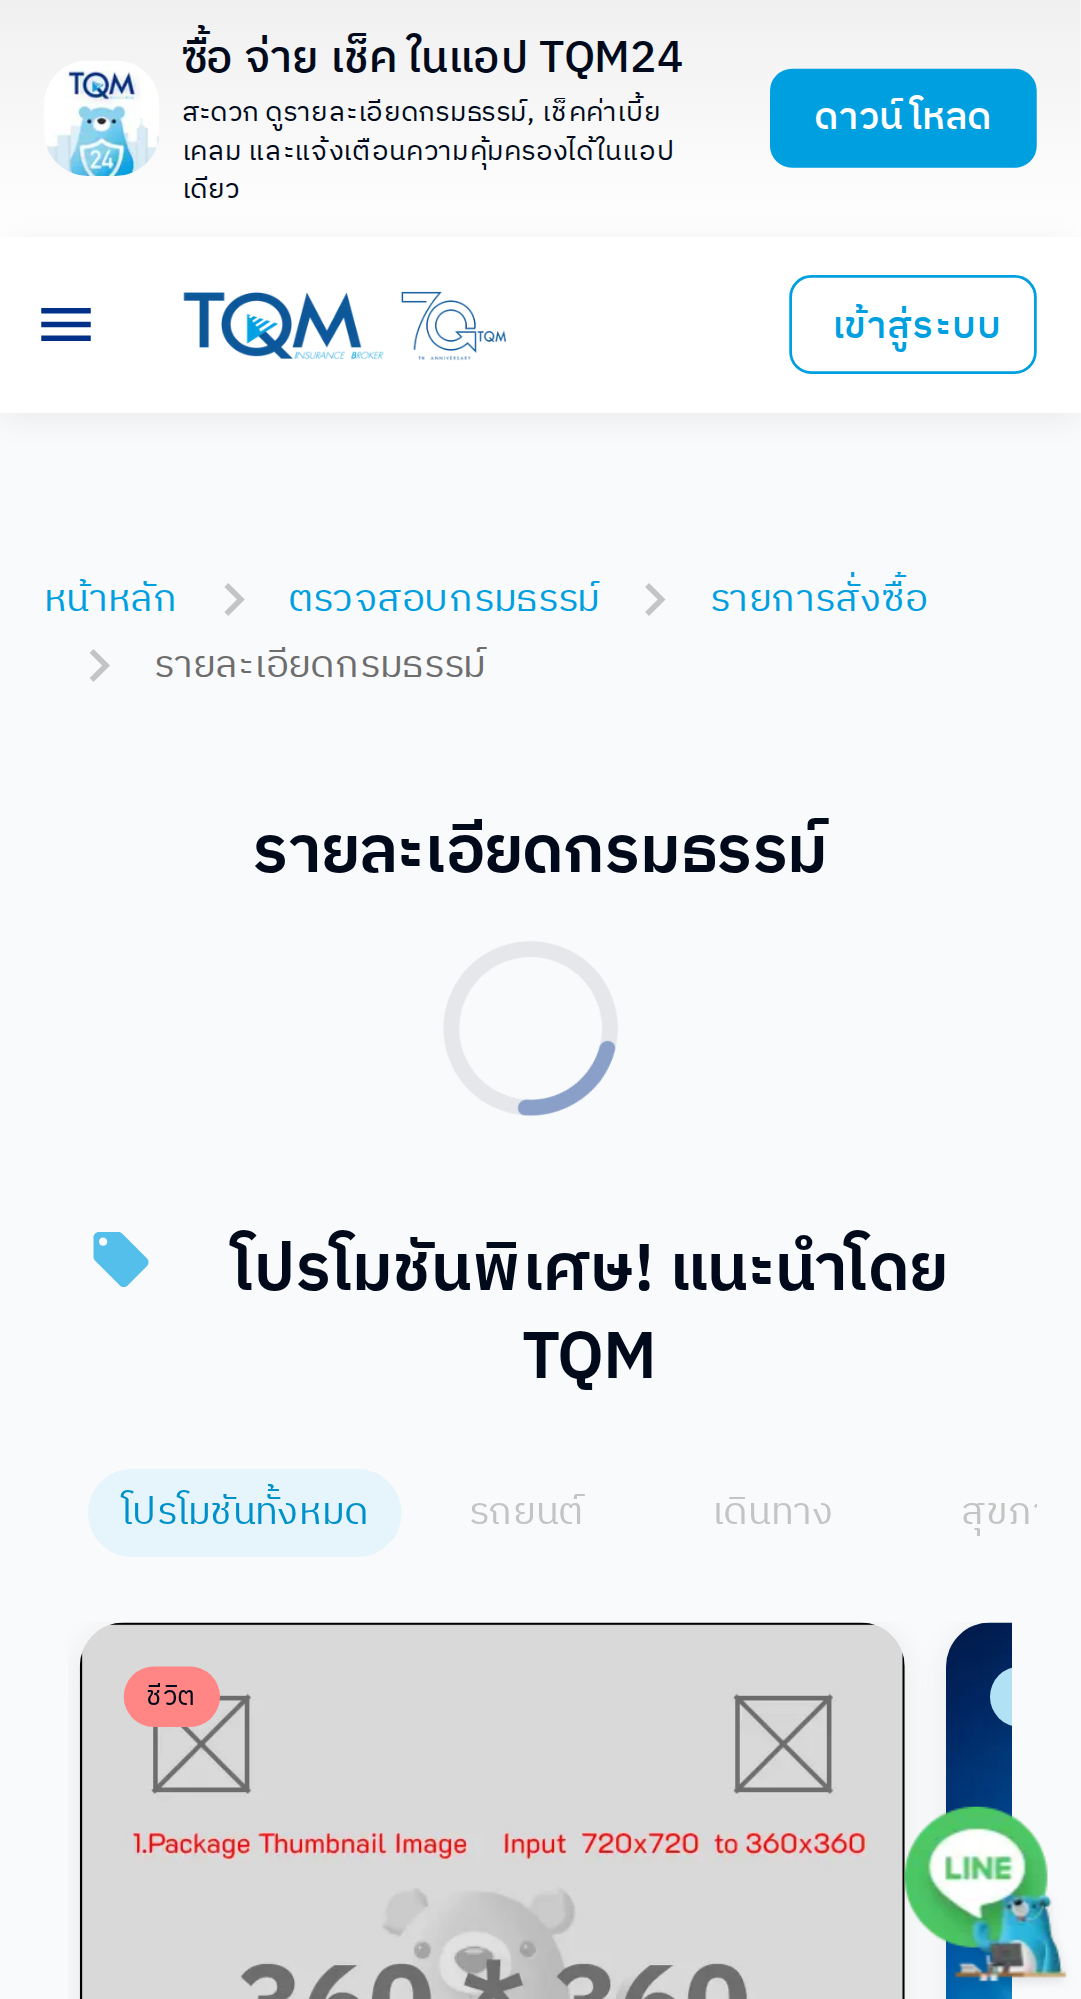 ซื้อ จ่าย เช็ค ในแอป TQM24
สะดวก ดูรายละเอียดกรมธรรม์, เช็คค่าเบี้ย
เคลม และแจ้งเตือนความคุ้มครองได้ในแอป
เดียว
TQM
24
ดาวน์โหลด
TQM
INSURANCE BROKER
70 TQM
TH ANNIVERSARY
เข้าสู่ระบบ
หน้าหลัก
ตรวจสอบกรมธรรม์
รายการสั่งซื้อ
รายละเอียดกรมธรรม์
รายละเอียดกรมธรรม์
โปรโมชันพิเศษ! แนะนำโดย
TQM
โปรโมชันทั้งหมด
รถยนต์
เดินทาง
ชีวิต
1.Package Thumbnail Image Input 720x720 to 360x360
LINE
360 * 360